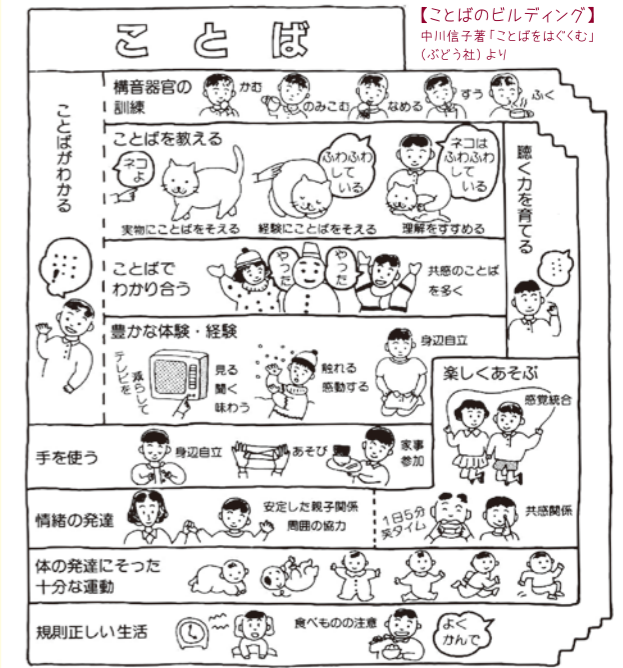 【ことばのビルディング】
中川信子著「ことばをはぐくむ」
(ぶどう社)より
ことば
ことばがわかる
構音器官の
訓練
かむ
のみこむ
なめる
すう
ふく
ことばを教える
ネコ
よ
ふわふわ
して
いる
ネコは
ふわふわ
して
いる
実物にことばをそえる
経験にことばをそえる
理解をすすめる
聴く力を育てる
ことばで
わかり合う
やった
やった
共感のことば
を多く
豊かな体験・経験
テレビを
減らして
見る
聞く
味わう
触れる
感動する
身辺自立
楽しくあそぶ
感覚統合
手を使う
身辺自立
あそび
家事
参加
情緒の発達
安定した親子関係
周囲の協力
1日5分
笑タイム
共感関係
体の発達にそった
十分な運動
規則正しい生活
食べものの注意
よく
かんで